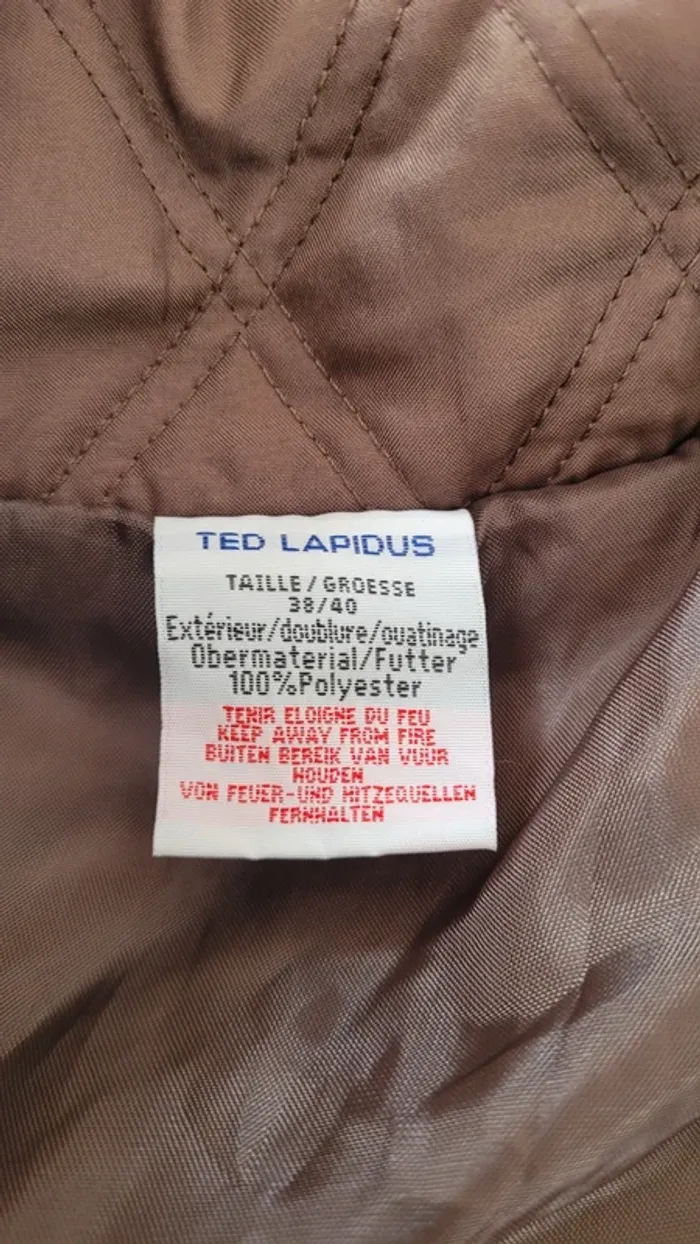 TED LAPIDUS
TAILLE/GROESSE
38/40
Extérieur/doublure/ouatinage
Obermaterial/Futter
100%Polyester
TENIR ELOIGNE DU FEU
KEEP AWAY FROM FIRE
BUITEN BEREIK VAN VUUR
HOUDEN
VON FEUER-UND HITZEQUELLEN
FERNHALTEN